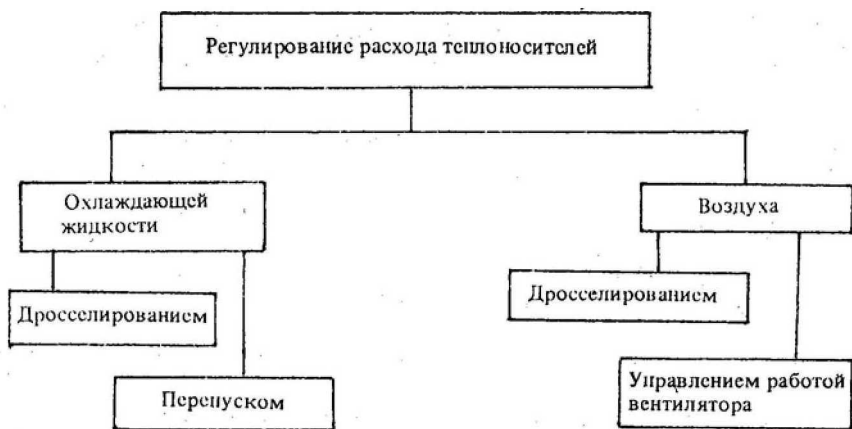 Регулирование расхода теплоносителей
Охлаждающей
жидкости
Воздуха
Дросселированием
Дросселированием
Перепуском
Управлением работой
вентилятора